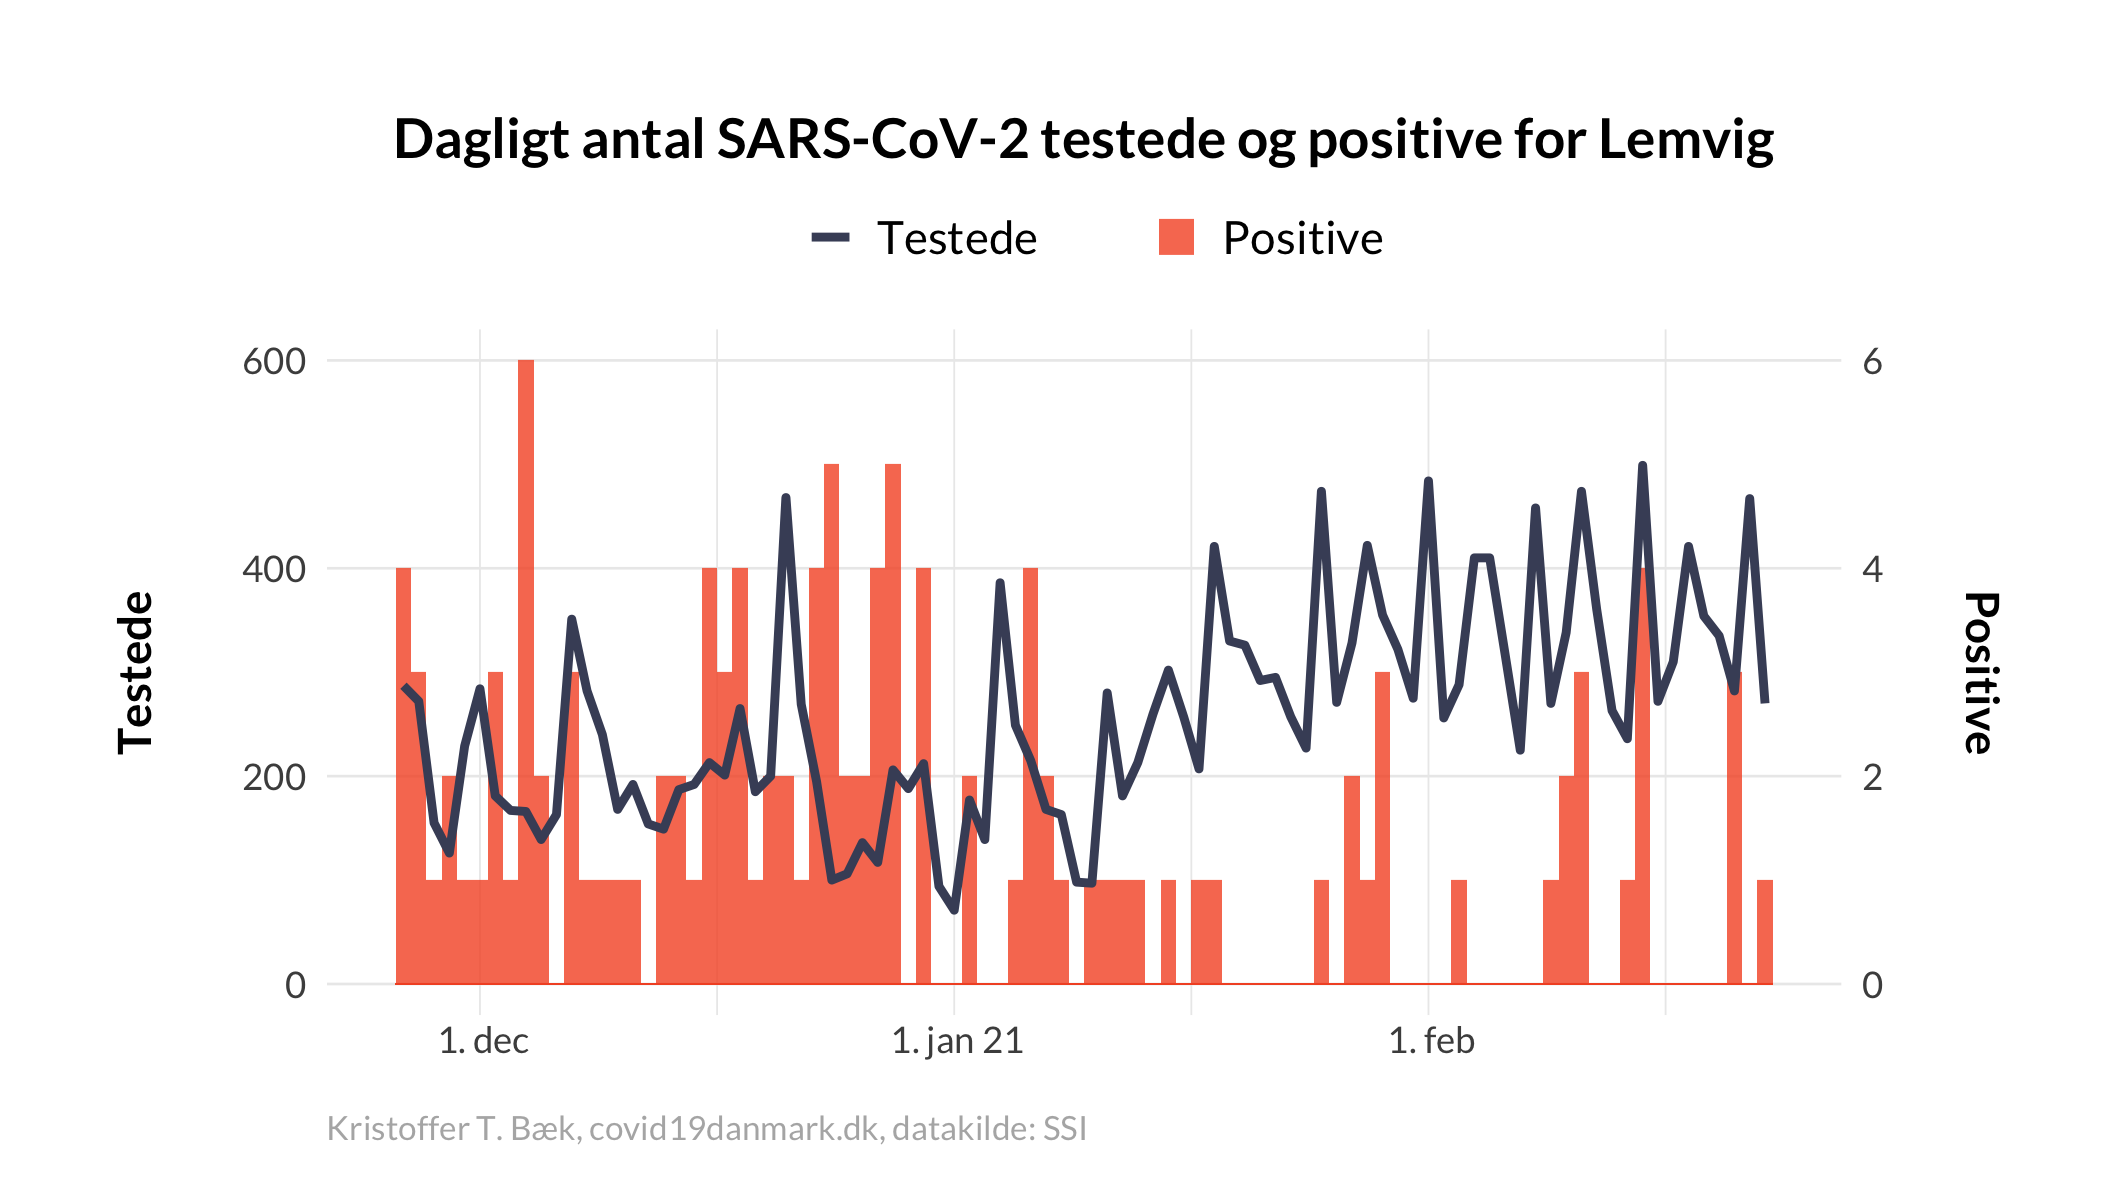 Dagligt antal SARS-CoV-2 testede og positive for Lemvig
Testede Positive
600 6
400 4
200 2
0 0
Testede
Positive
1. dec 1. jan 21 1. feb
Kristoffer T. Bæk, covid19danmark.dk, datakilde: SSI